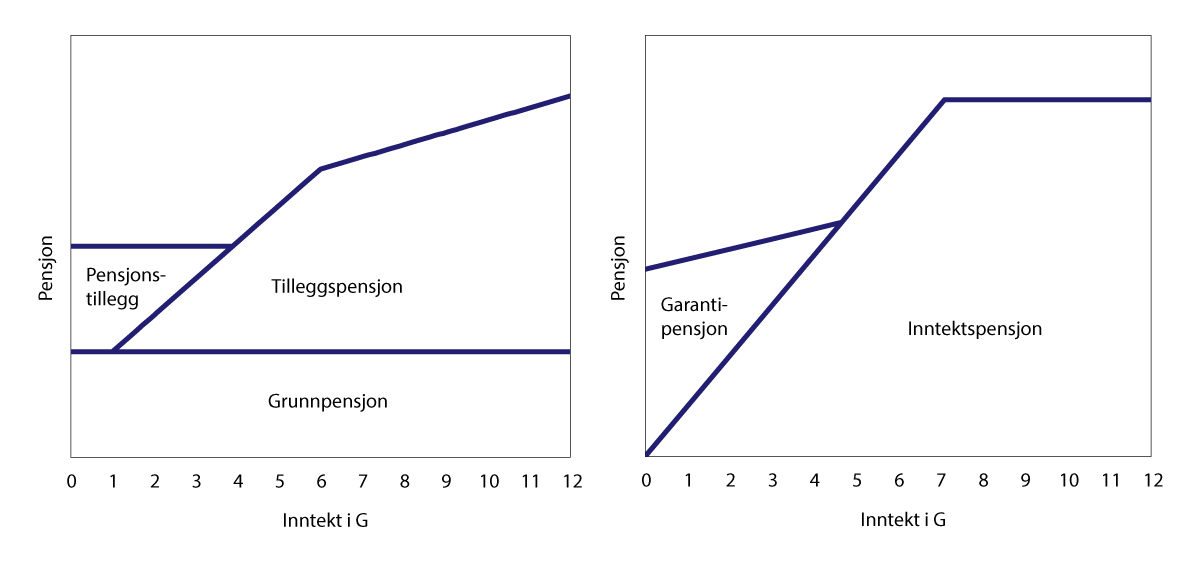 Pensjon
Pensjons-
tillegg
Tilleggspensjon
Grunnpensjon
0 1 2 3 4 5 6 7 8 9 10 11 12
Inntekt i G
Pensjon
Garanti-
pensjon
Inntektspensjon
0 1 2 3 4 5 6 7 8 9 10 11 12
Inntekt i G